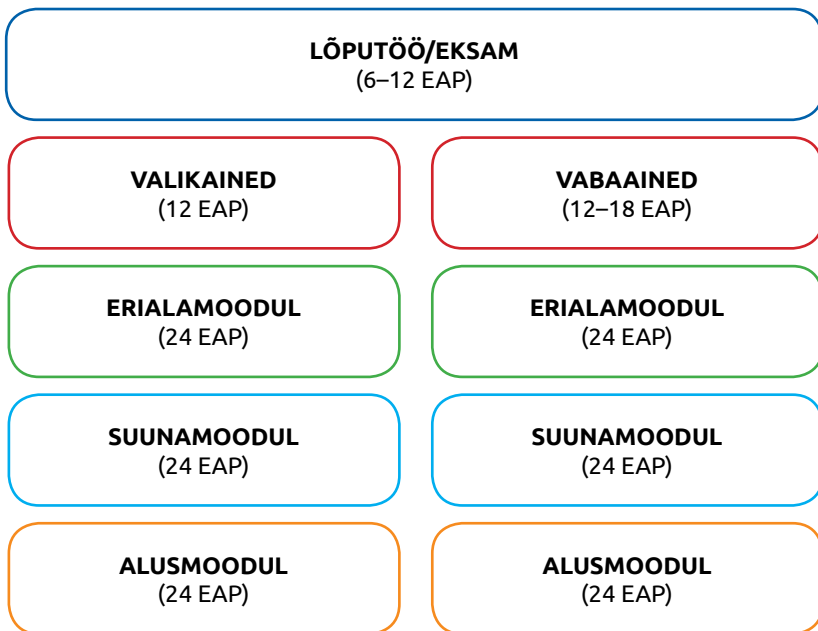 LÕPUTÖÖ/EKSAM
(6–12 EAP)
VALIKAINED
(12 EAP)
VABAAINED
(12–18 EAP)
ERIALAMOODUL
(24 EAP)
ERIALAMOODUL
(24 EAP)
SUUNAMOODUL
(24 EAP)
SUUNAMOODUL
(24 EAP)
ALUSMOODUL
(24 EAP)
ALUSMOODUL
(24 EAP)